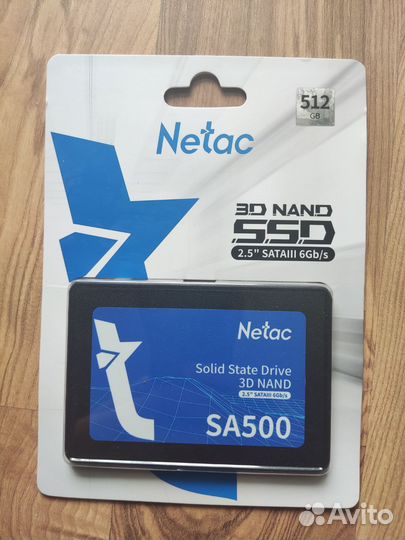 512
GB
Netac
3D NAND
SSD
2.5" SATAIII 6Gb/s
Netac
Solid State Drive
3D NAND
2.5" SATAIII 6Gb/s
SA500
Avito